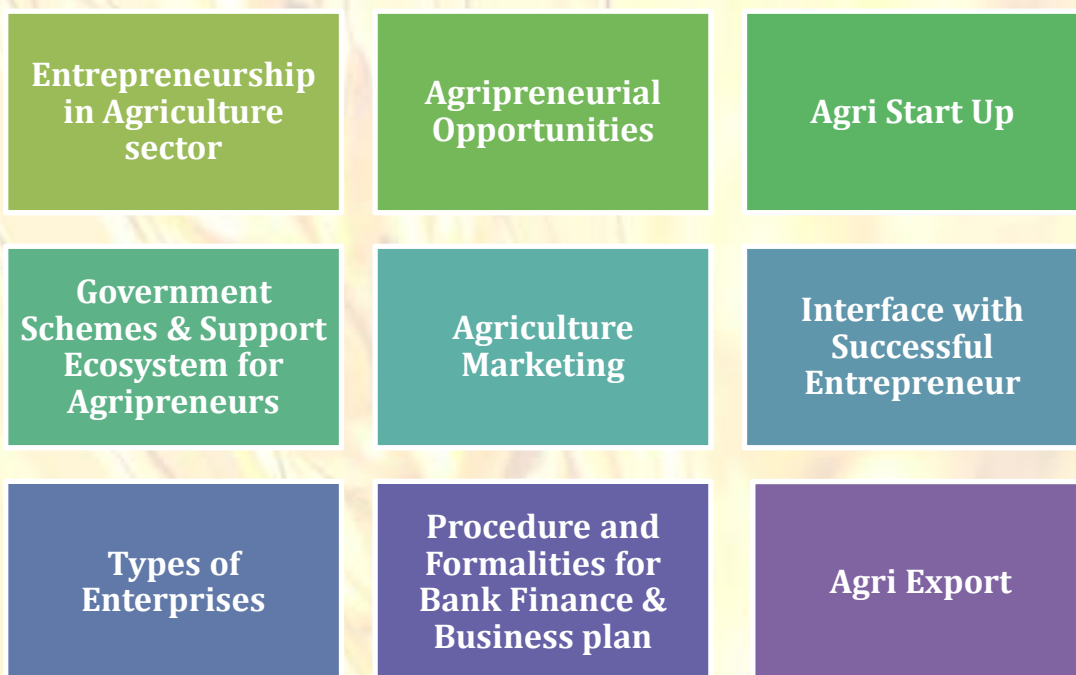 Entrepreneurship
in Agriculture
sector
Agripreneurial
Opportunities
Agri Start Up
Government
Schemes & Support
Ecosystem for
Agripreneurs
Agriculture
Marketing
Interface with
Successful
Entrepreneur
Types of
Enterprises
Procedure and
Formalities for
Bank Finance &
Business plan
Agri Export